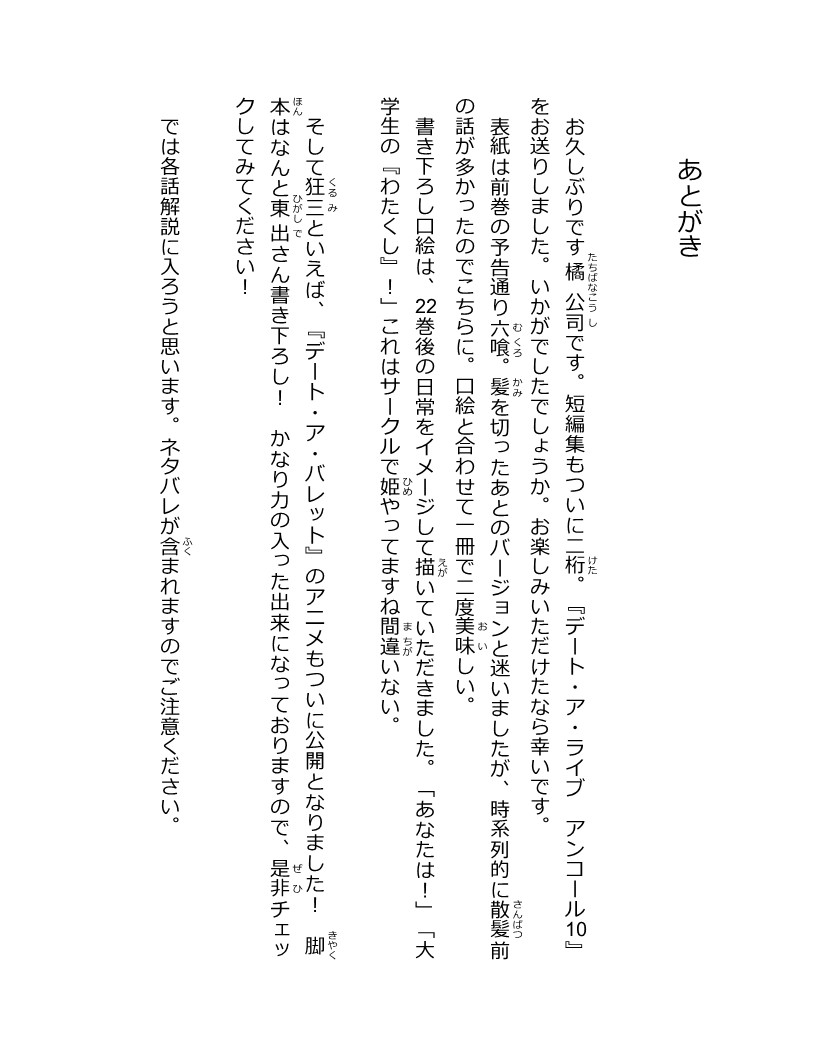 あとがき
お久しぶりです橘公司です。短編集もついに二桁。『デート・ア・ライブ　アンコール10』
をお送りしました。いかがでしたでしょうか。お楽しみいただけたなら幸いです。
表紙は前巻の予告通り六喰。髪を切ったあとのバージョンと迷いましたが、時系列的に散髪前
の話が多かったのでこちらに。口絵と合わせて一冊で二度美味しい。
書き下ろし口絵は、22巻後の日常をイメージして描いていただきました。「あなたは！」「大
学生の『わたくし』！」これはサークルで姫やってますね間違いない。
そして狂三といえば、『デート・ア・バレット』のアニメもついに公開となりました！　脚
本はなんと東出さん書き下ろし！　かなり力の入った出来になっておりますので、是非チェッ
クしてみてください！
では各話解説に入ろうと思います。ネタバレが含まれますのでご注意ください。